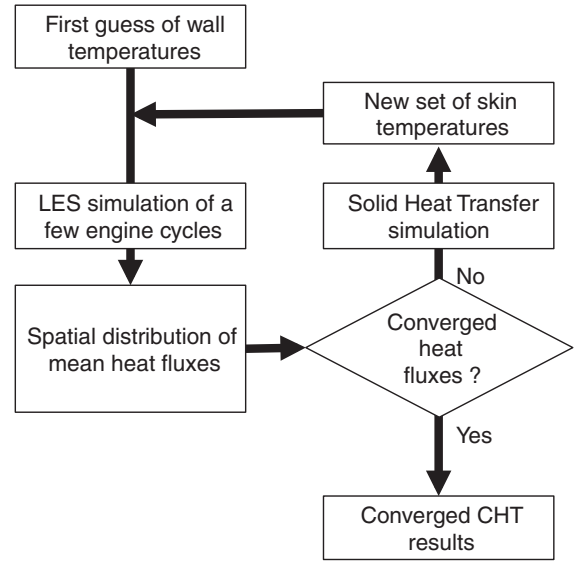 First guess of wall
temperatures
New set of skin
temperatures
LES simulation of a
few engine cycles
Solid Heat Transfer
simulation
No
Spatial distribution of
mean heat fluxes
Converged
heat
fluxes ?
Yes
Converged CHT
results